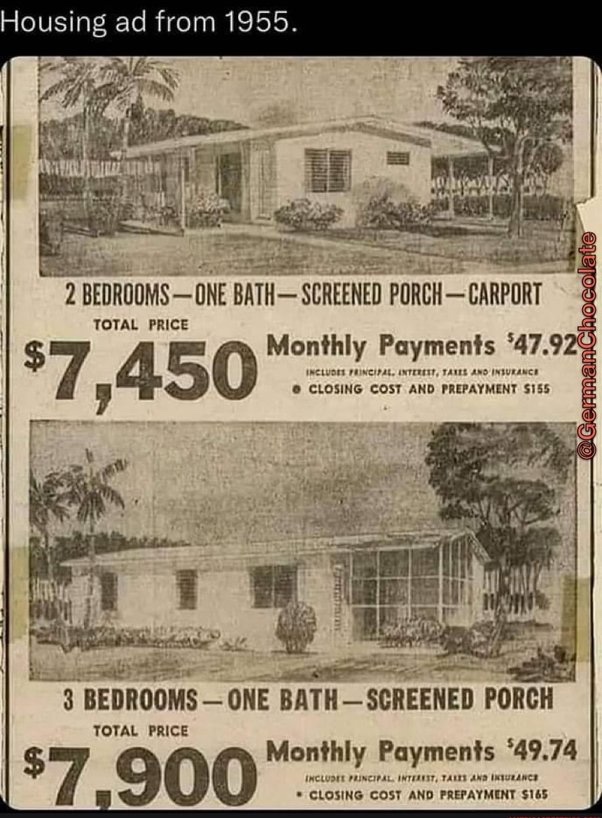 Housing ad from 1955.
2 BEDROOMS—ONE BATH—SCREENED PORCH—CARPORT
TOTAL PRICE
$7,450
Monthly Payments $47.92
INCLUDES PRINCIPAL, INTEREST, TAXES AND INSURANCE
● CLOSING COST AND PREPAYMENT $155
@GermanChocolate
3 BEDROOMS—ONE BATH—SCREENED PORCH
TOTAL PRICE
$7,900
Monthly Payments $49.74
INCLUDES PRINCIPAL, INTEREST, TAXES AND INSURANCE
• CLOSING COST AND PREPAYMENT $165